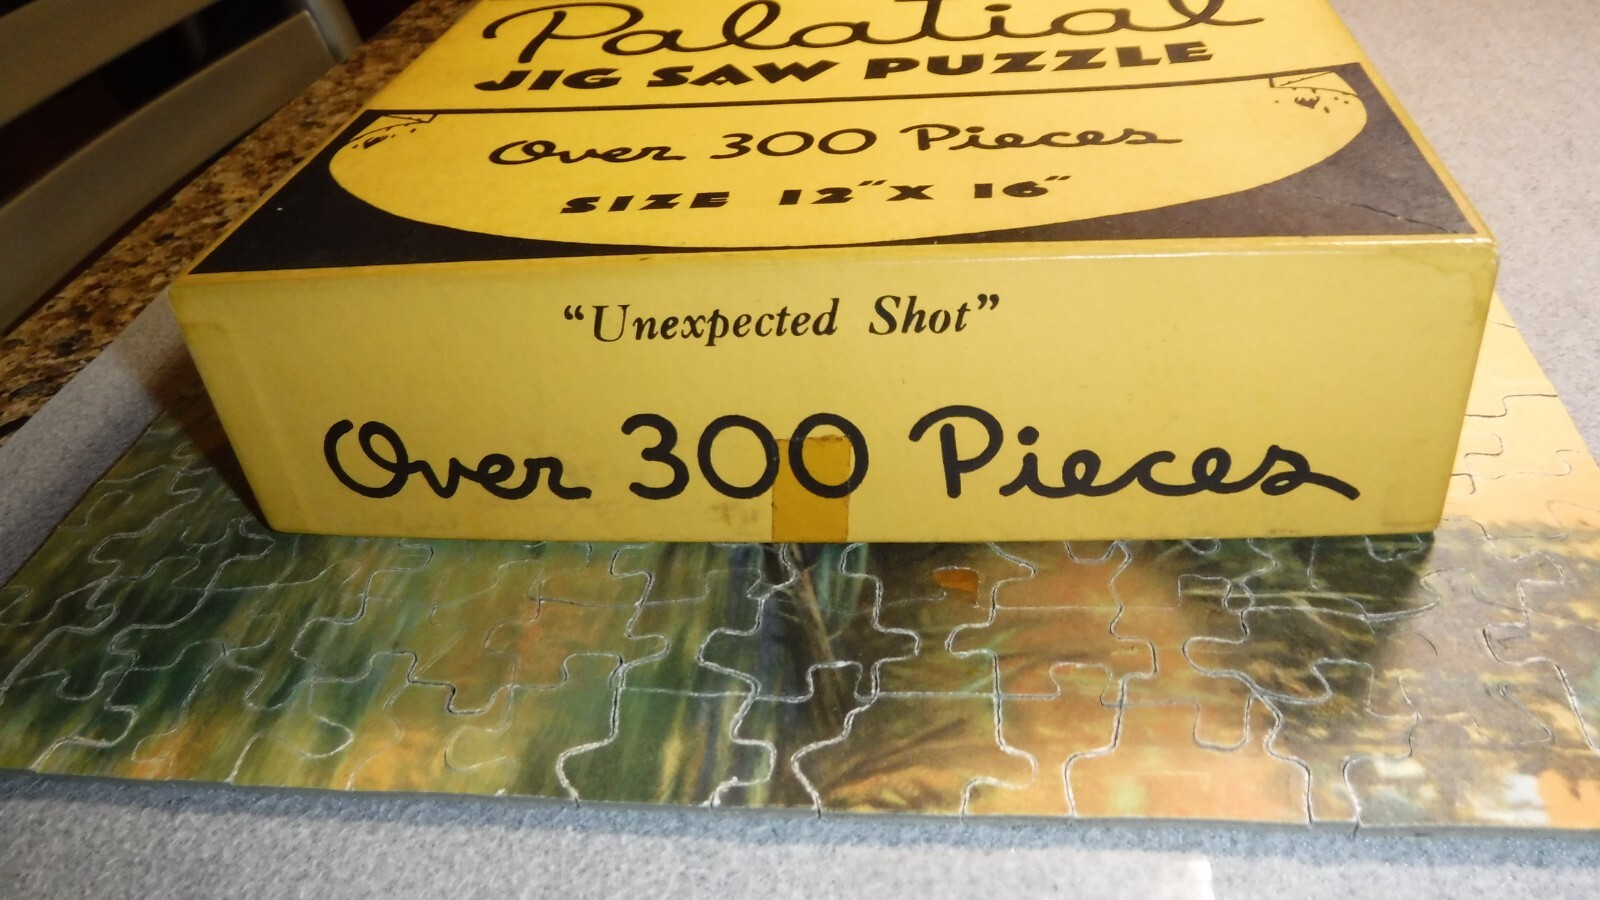 Palatial
JIG SAW PUZZLE
Over 300 Pieces
SIZE 12" X 16"
“Unexpected Shot”
Over 300 Pieces